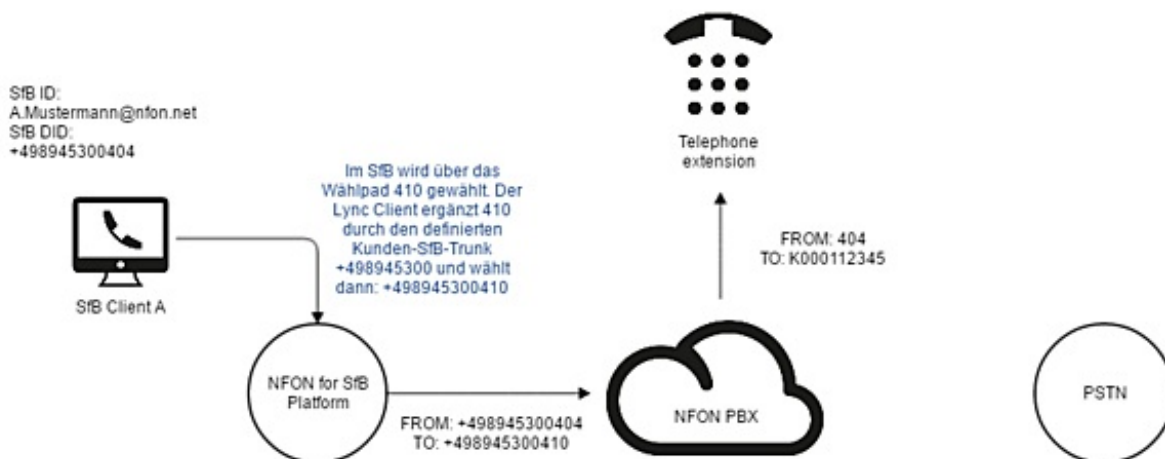 SfB ID:
A.Mustermann@nfon.net
SfB DID:
+498945300404
SfB Client A
Im SfB wird über das
Wählpad 410 gewählt. Der
Lync Client ergänzt 410
durch den definierten
Kunden-SfB-Trunk
+498945300 und wählt
dann: +498945300410
Telephone
extension
FROM: 404
TO: K000112345
NFON for SfB
Platform
FROM: +498945300404
TO: +498945300410
NFON PBX
PSTN